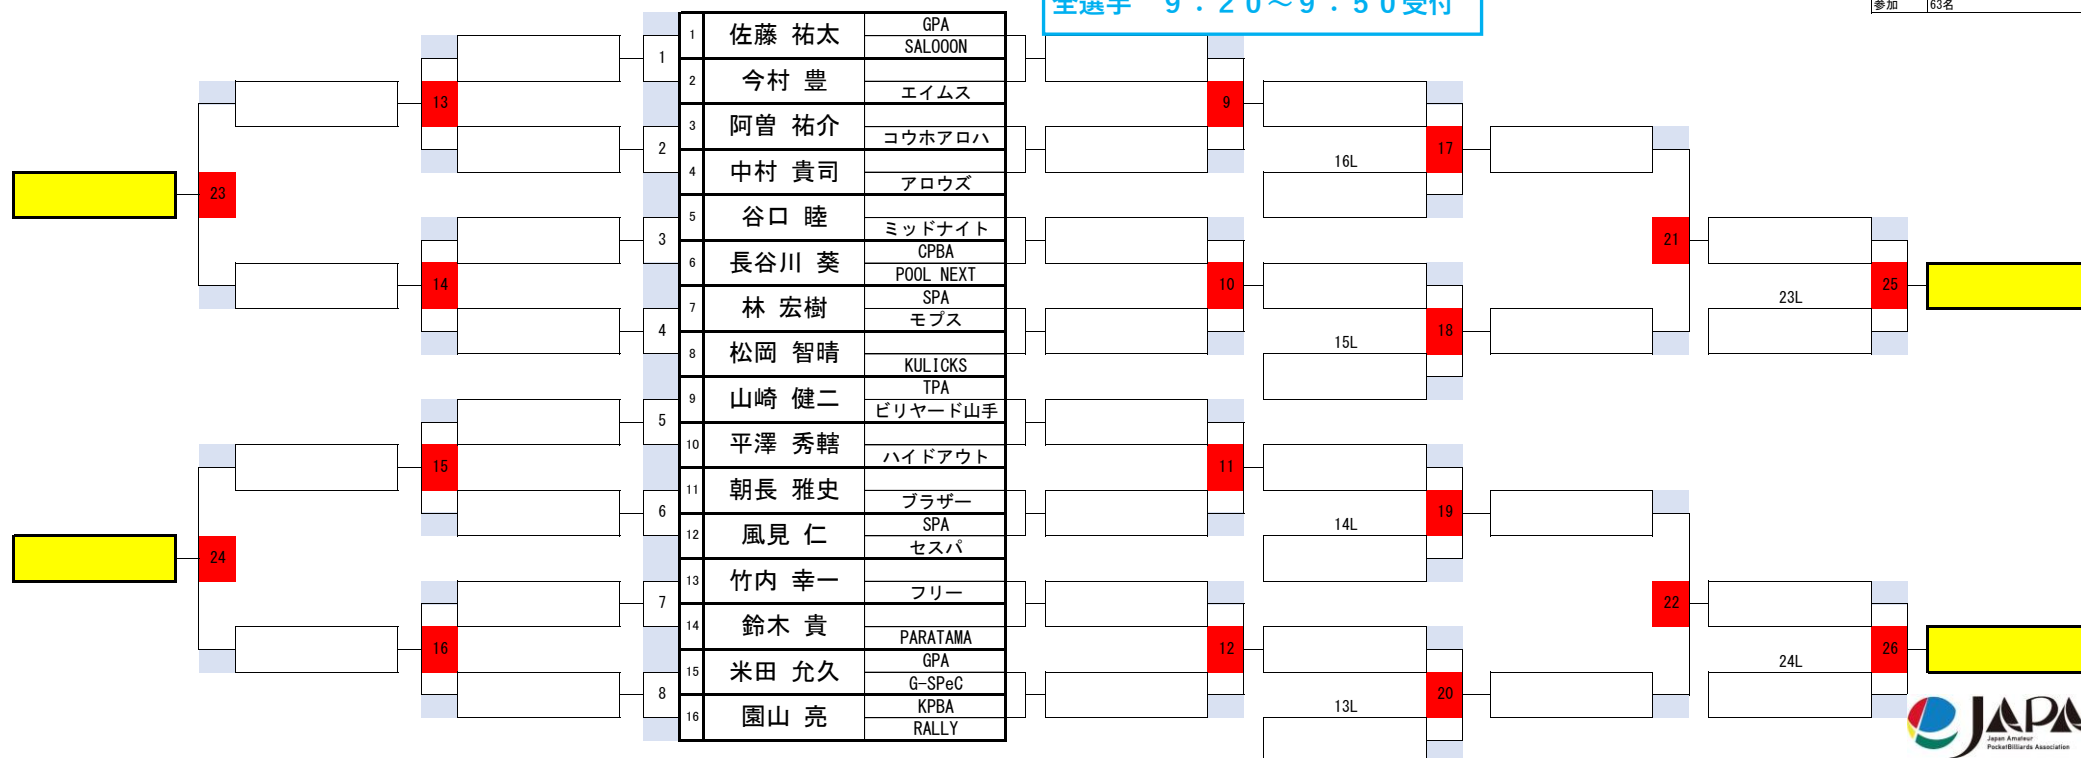 全選手 9:20～9:50受付
参加 63名
1 佐藤 祐太 GPA
SALOOON
2 今村 豊
エイムス
3 阿曽 祐介
コウホアロハ
4 中村 貴司
アロウズ
5 谷口 睦
ミッドナイト
6 長谷川 葵 CPBA
POOL NEXT
7 林 宏樹 SPA
モプス
8 松岡 智晴
KULICKS
9 山崎 健二 TPA
ビリヤード山手
10 平澤 秀轄
ハイドアウト
11 朝長 雅史
ブラザー
12 風見 仁 SPA
セスパ
13 竹内 幸一
フリー
14 鈴木 貴
PARATAMA
15 米田 允久 GPA
G-SPeC
16 園山 亮 KPBA
RALLY
1
2
3
4
5
6
7
8
13
14
15
16
23
24
9
10
11
12
16L
15L
14L
13L
17
18
19
20
21
22
23L
24L
25
26
JAPA
Japan Amateur
PocketBilliards Association